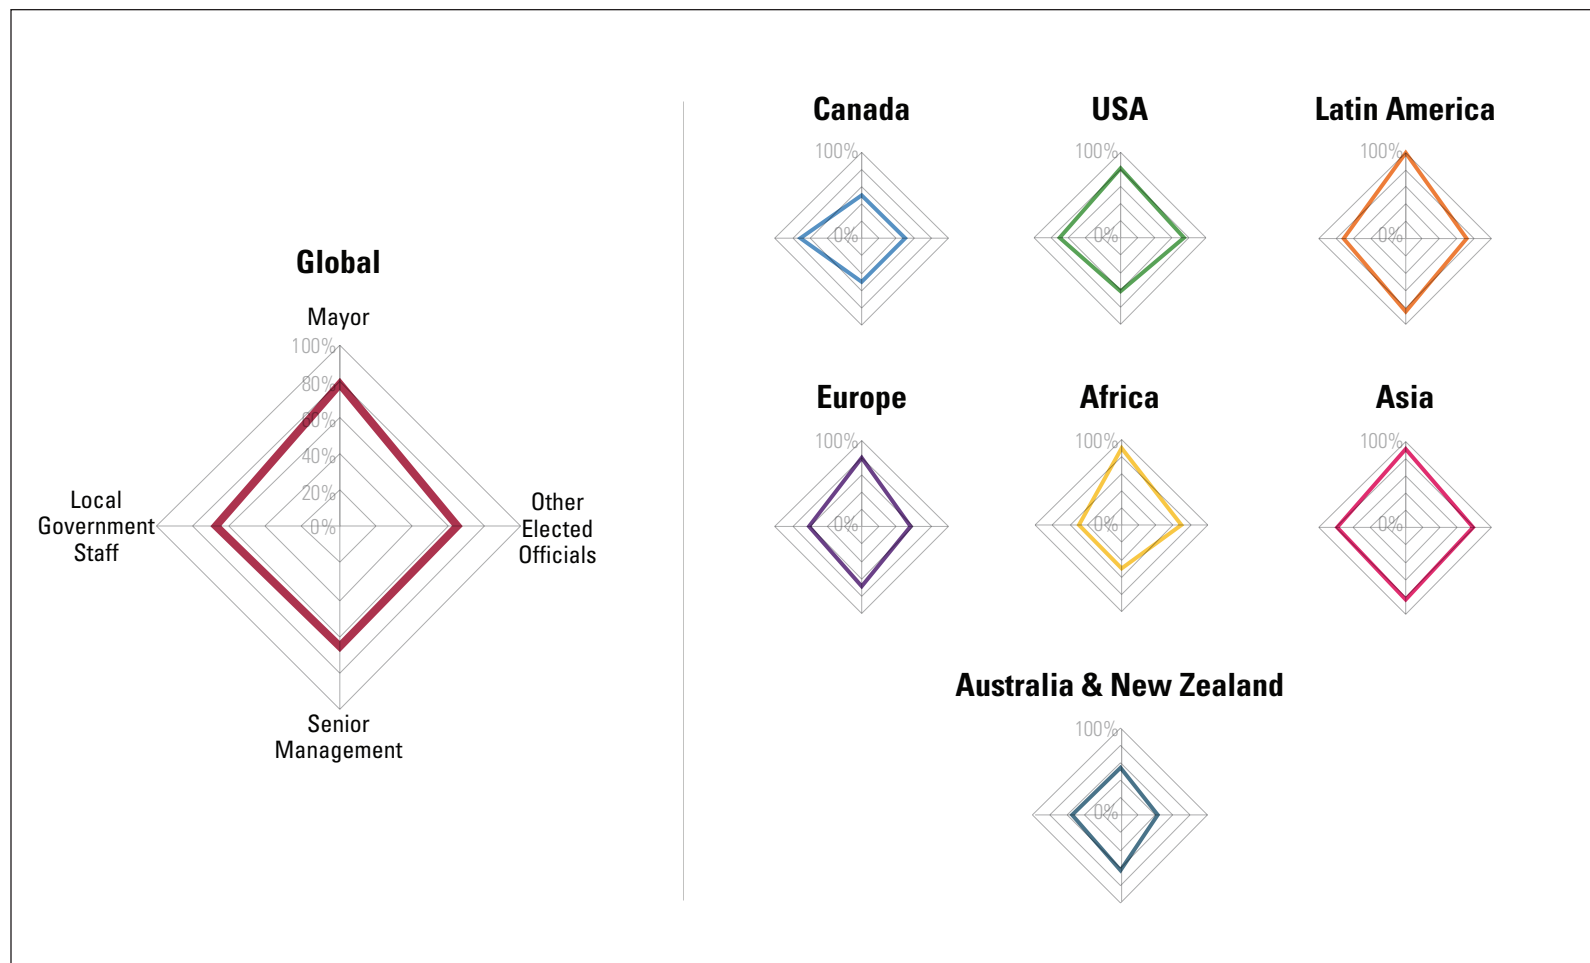 Global
Mayor
100%
80%
60%
40%
20%
0%
Local
Government
Staff
Other
Elected
Officials
Senior
Management
Canada
100%
0%
USA
100%
0%
Latin America
100%
0%
Europe
100%
0%
Africa
100%
0%
Asia
100%
0%
Australia & New Zealand
100%
0%